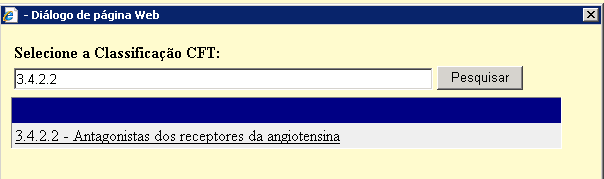 - Diálogo de página Web
Selecione a Classificação CFT:
3.4.2.2
Pesquisar
3.4.2.2 - Antagonistas dos receptores da angiotensina